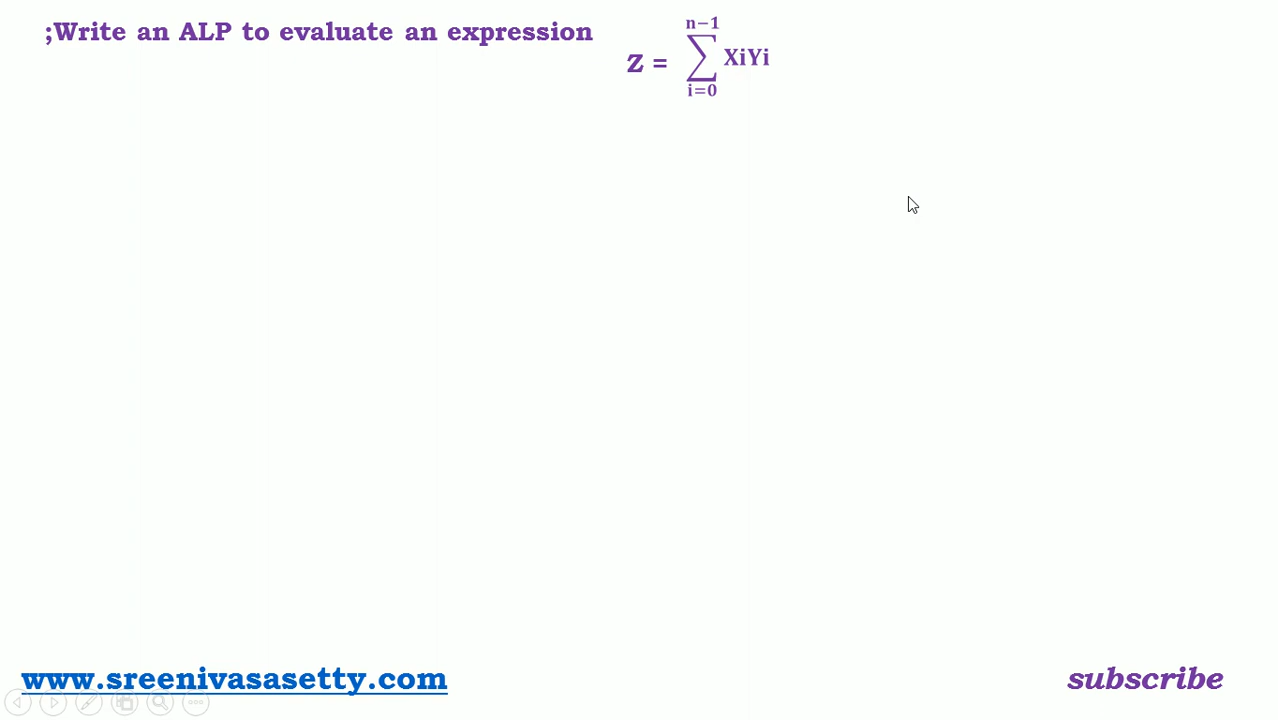 ;Write an ALP to evaluate an expression
n−1
Z = ∑ XiYi
i=0
www.sreenivasasetty.com
subscribe